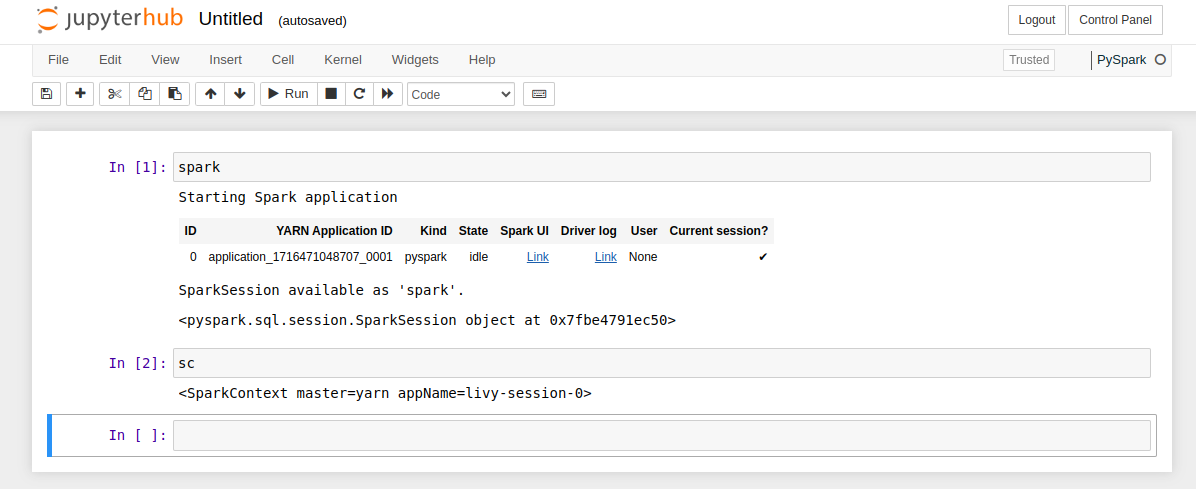 jupyterhub Untitled (autosaved) Logout Control Panel
File Edit View Insert Cell Kernel Widgets Help Trusted PySpark
Run Code
In [1]: spark
Starting Spark application
ID YARN Application ID Kind State Spark UI Driver log User Current session?
0 application_1716471048707_0001 pyspark idle Link Link None ✔
SparkSession available as 'spark'.
<pyspark.sql.session.SparkSession object at 0x7fbe4791ec50>
In [2]: sc
<SparkContext master=yarn appName=livy-session-0>
In [ ]: